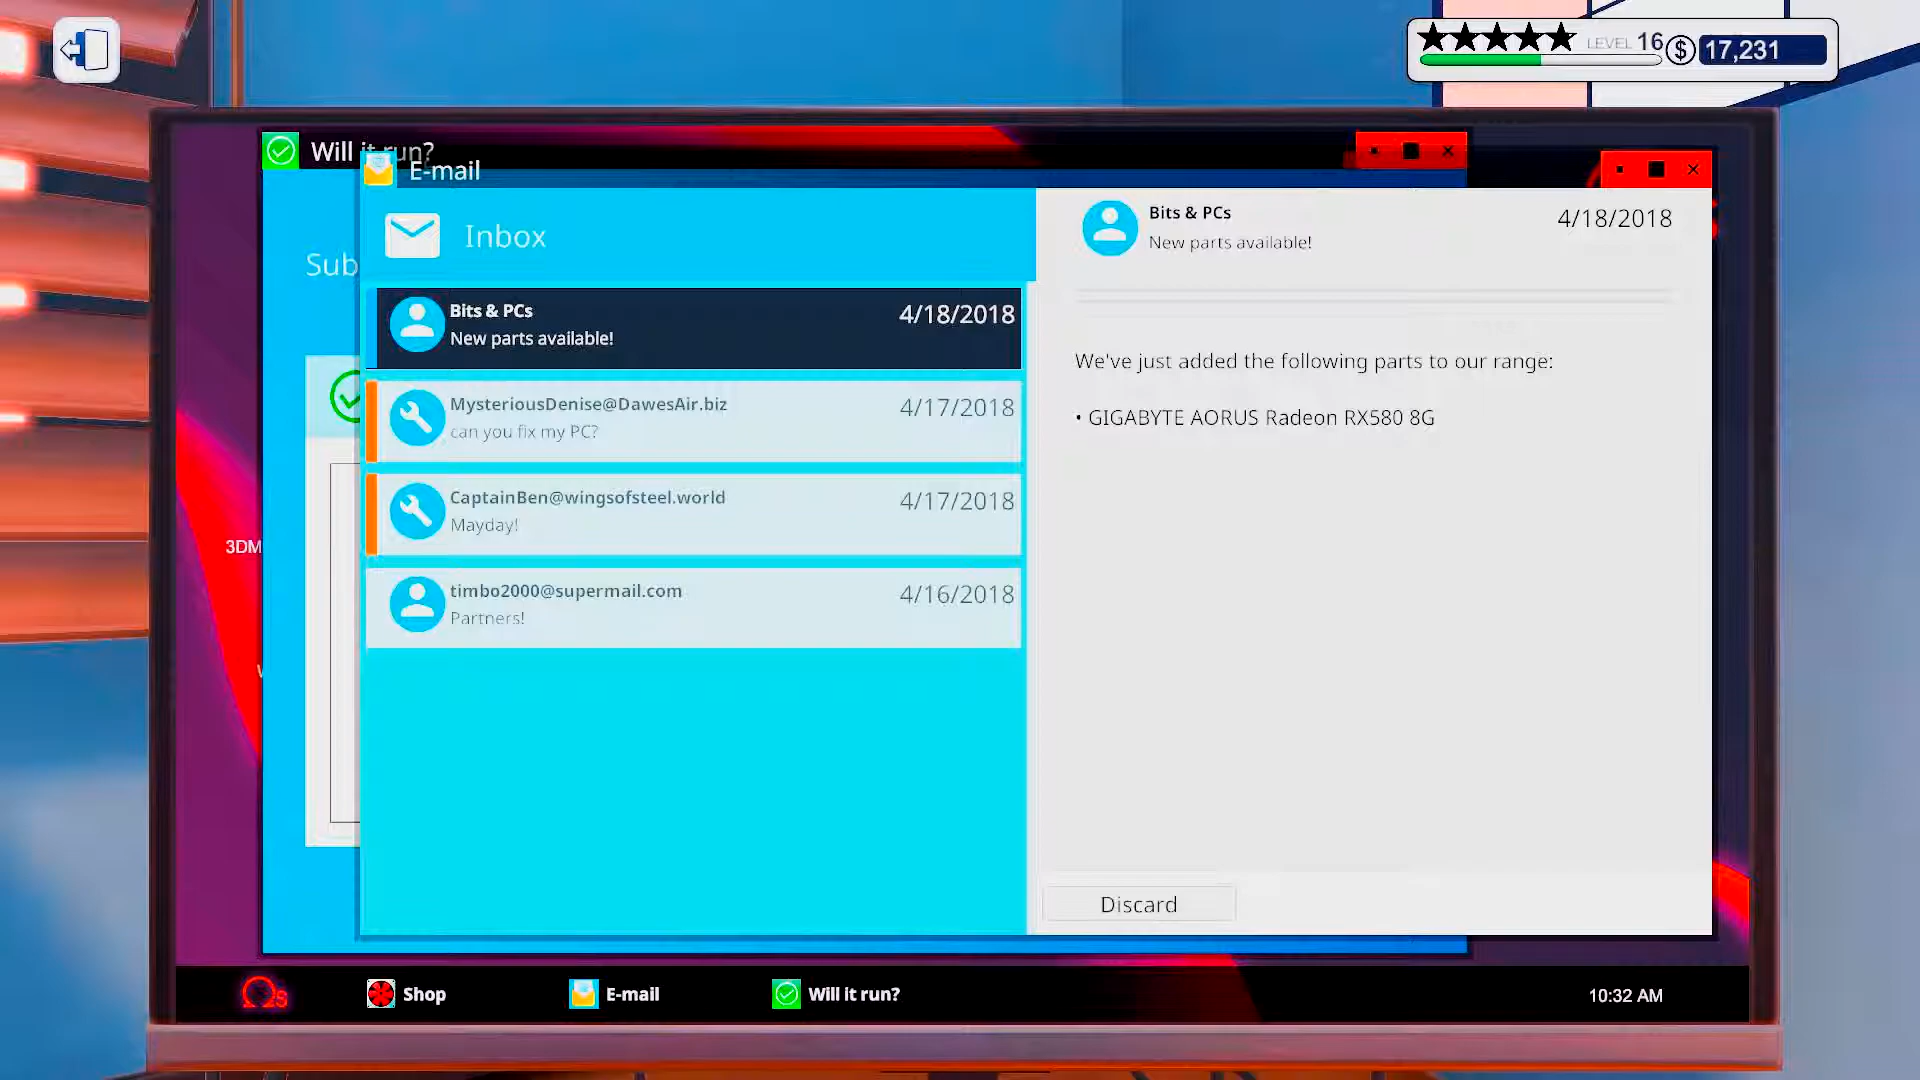 LEVEL 16
$ 17,231
Will it run?
E-mail
Inbox
Sub
Bits & PCs
4/18/2018
New parts available!
MysteriousDenise@DawesAir.biz
4/17/2018
can you fix my PC?
CaptainBen@wingsofsteel.world
4/17/2018
Mayday!
timbo2000@supermail.com
4/16/2018
Partners!
Bits & PCs
4/18/2018
New parts available!
We've just added the following parts to our range:
• GIGABYTE AORUS Radeon RX580 8G
Discard
3DM
Ωs
Shop
E-mail
Will it run?
10:32 AM